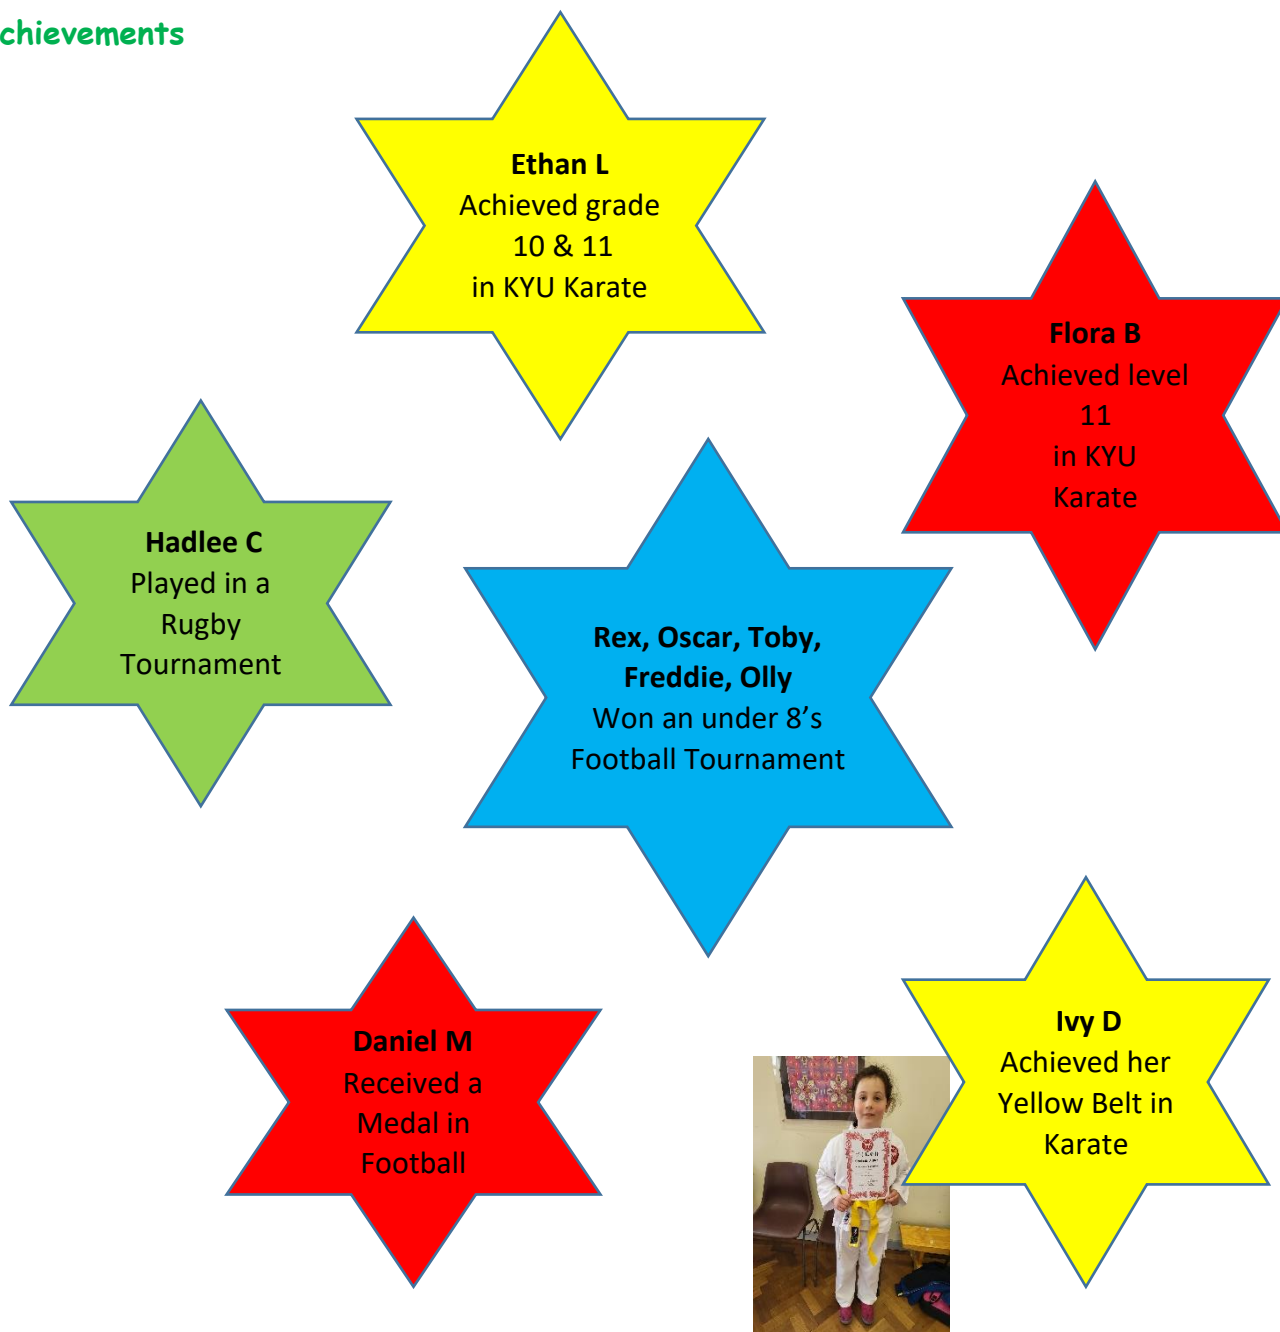 chievements
Ethan L
Achieved grade
10 & 11
in KYU Karate
Flora B
Achieved level
11
in KYU
Karate
Hadlee C
Played in a
Rugby
Tournament
Rex, Oscar, Toby,
Freddie, Olly
Won an under 8’s
Football Tournament
Daniel M
Received a
Medal in
Football
Ivy D
Achieved her
Yellow Belt in
Karate